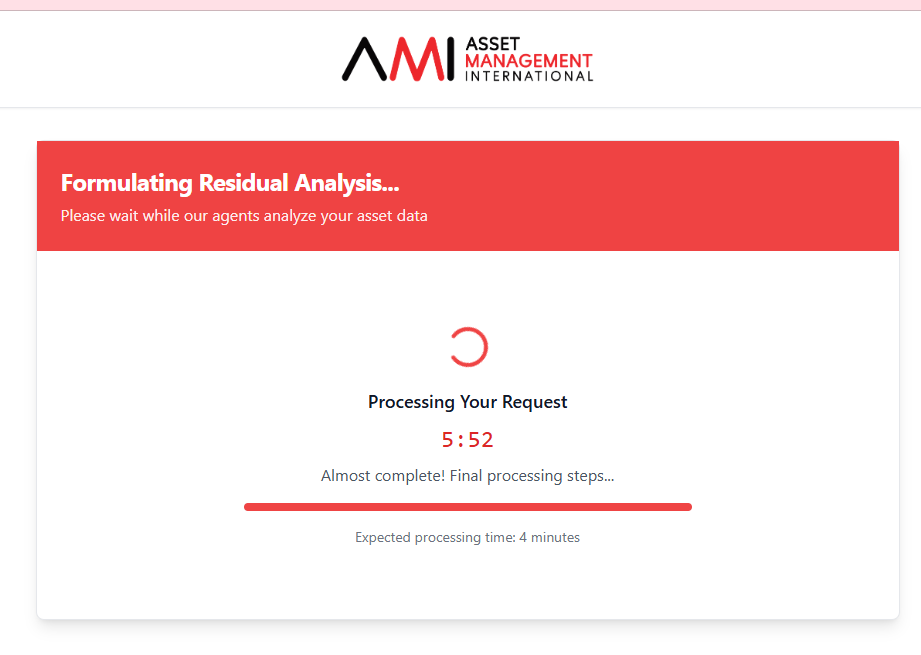 AMI ASSET
MANAGEMENT
INTERNATIONAL
Formulating Residual Analysis...
Please wait while our agents analyze your asset data
Processing Your Request
5:52
Almost complete! Final processing steps...
Expected processing time: 4 minutes